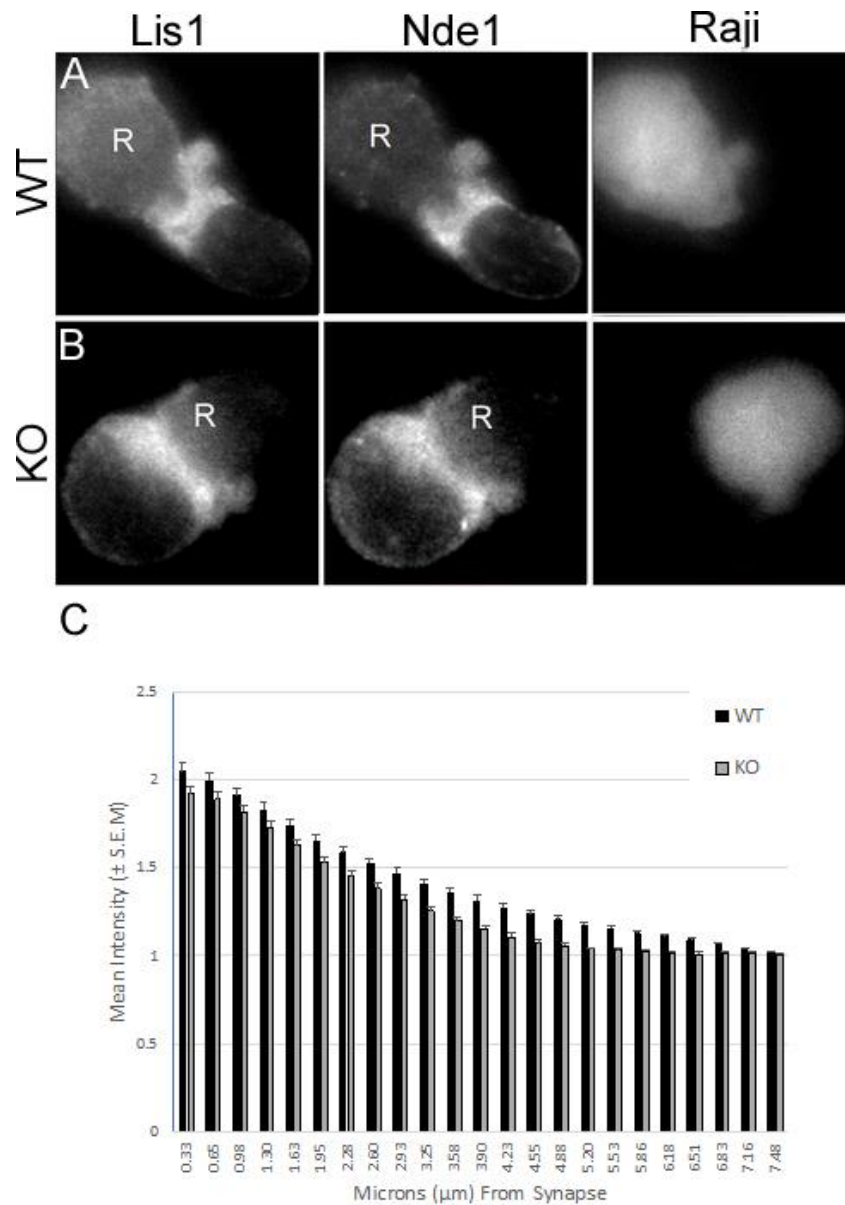 Lis1 Nde1 Raji
A
WT
R R
B
KO
R R
C
2.5
2
1.5
1
0.5
0
Mean Intensity (± S.E.M)
WT
KO
0.33 0.65 0.98 1.30 1.63 1.95 2.28 2.60 2.93 3.25 3.58 3.90 4.23 4.55 4.88 5.20 5.53 5.86 6.18 6.51 6.83 7.16 7.48
Microns (µm) From Synapse